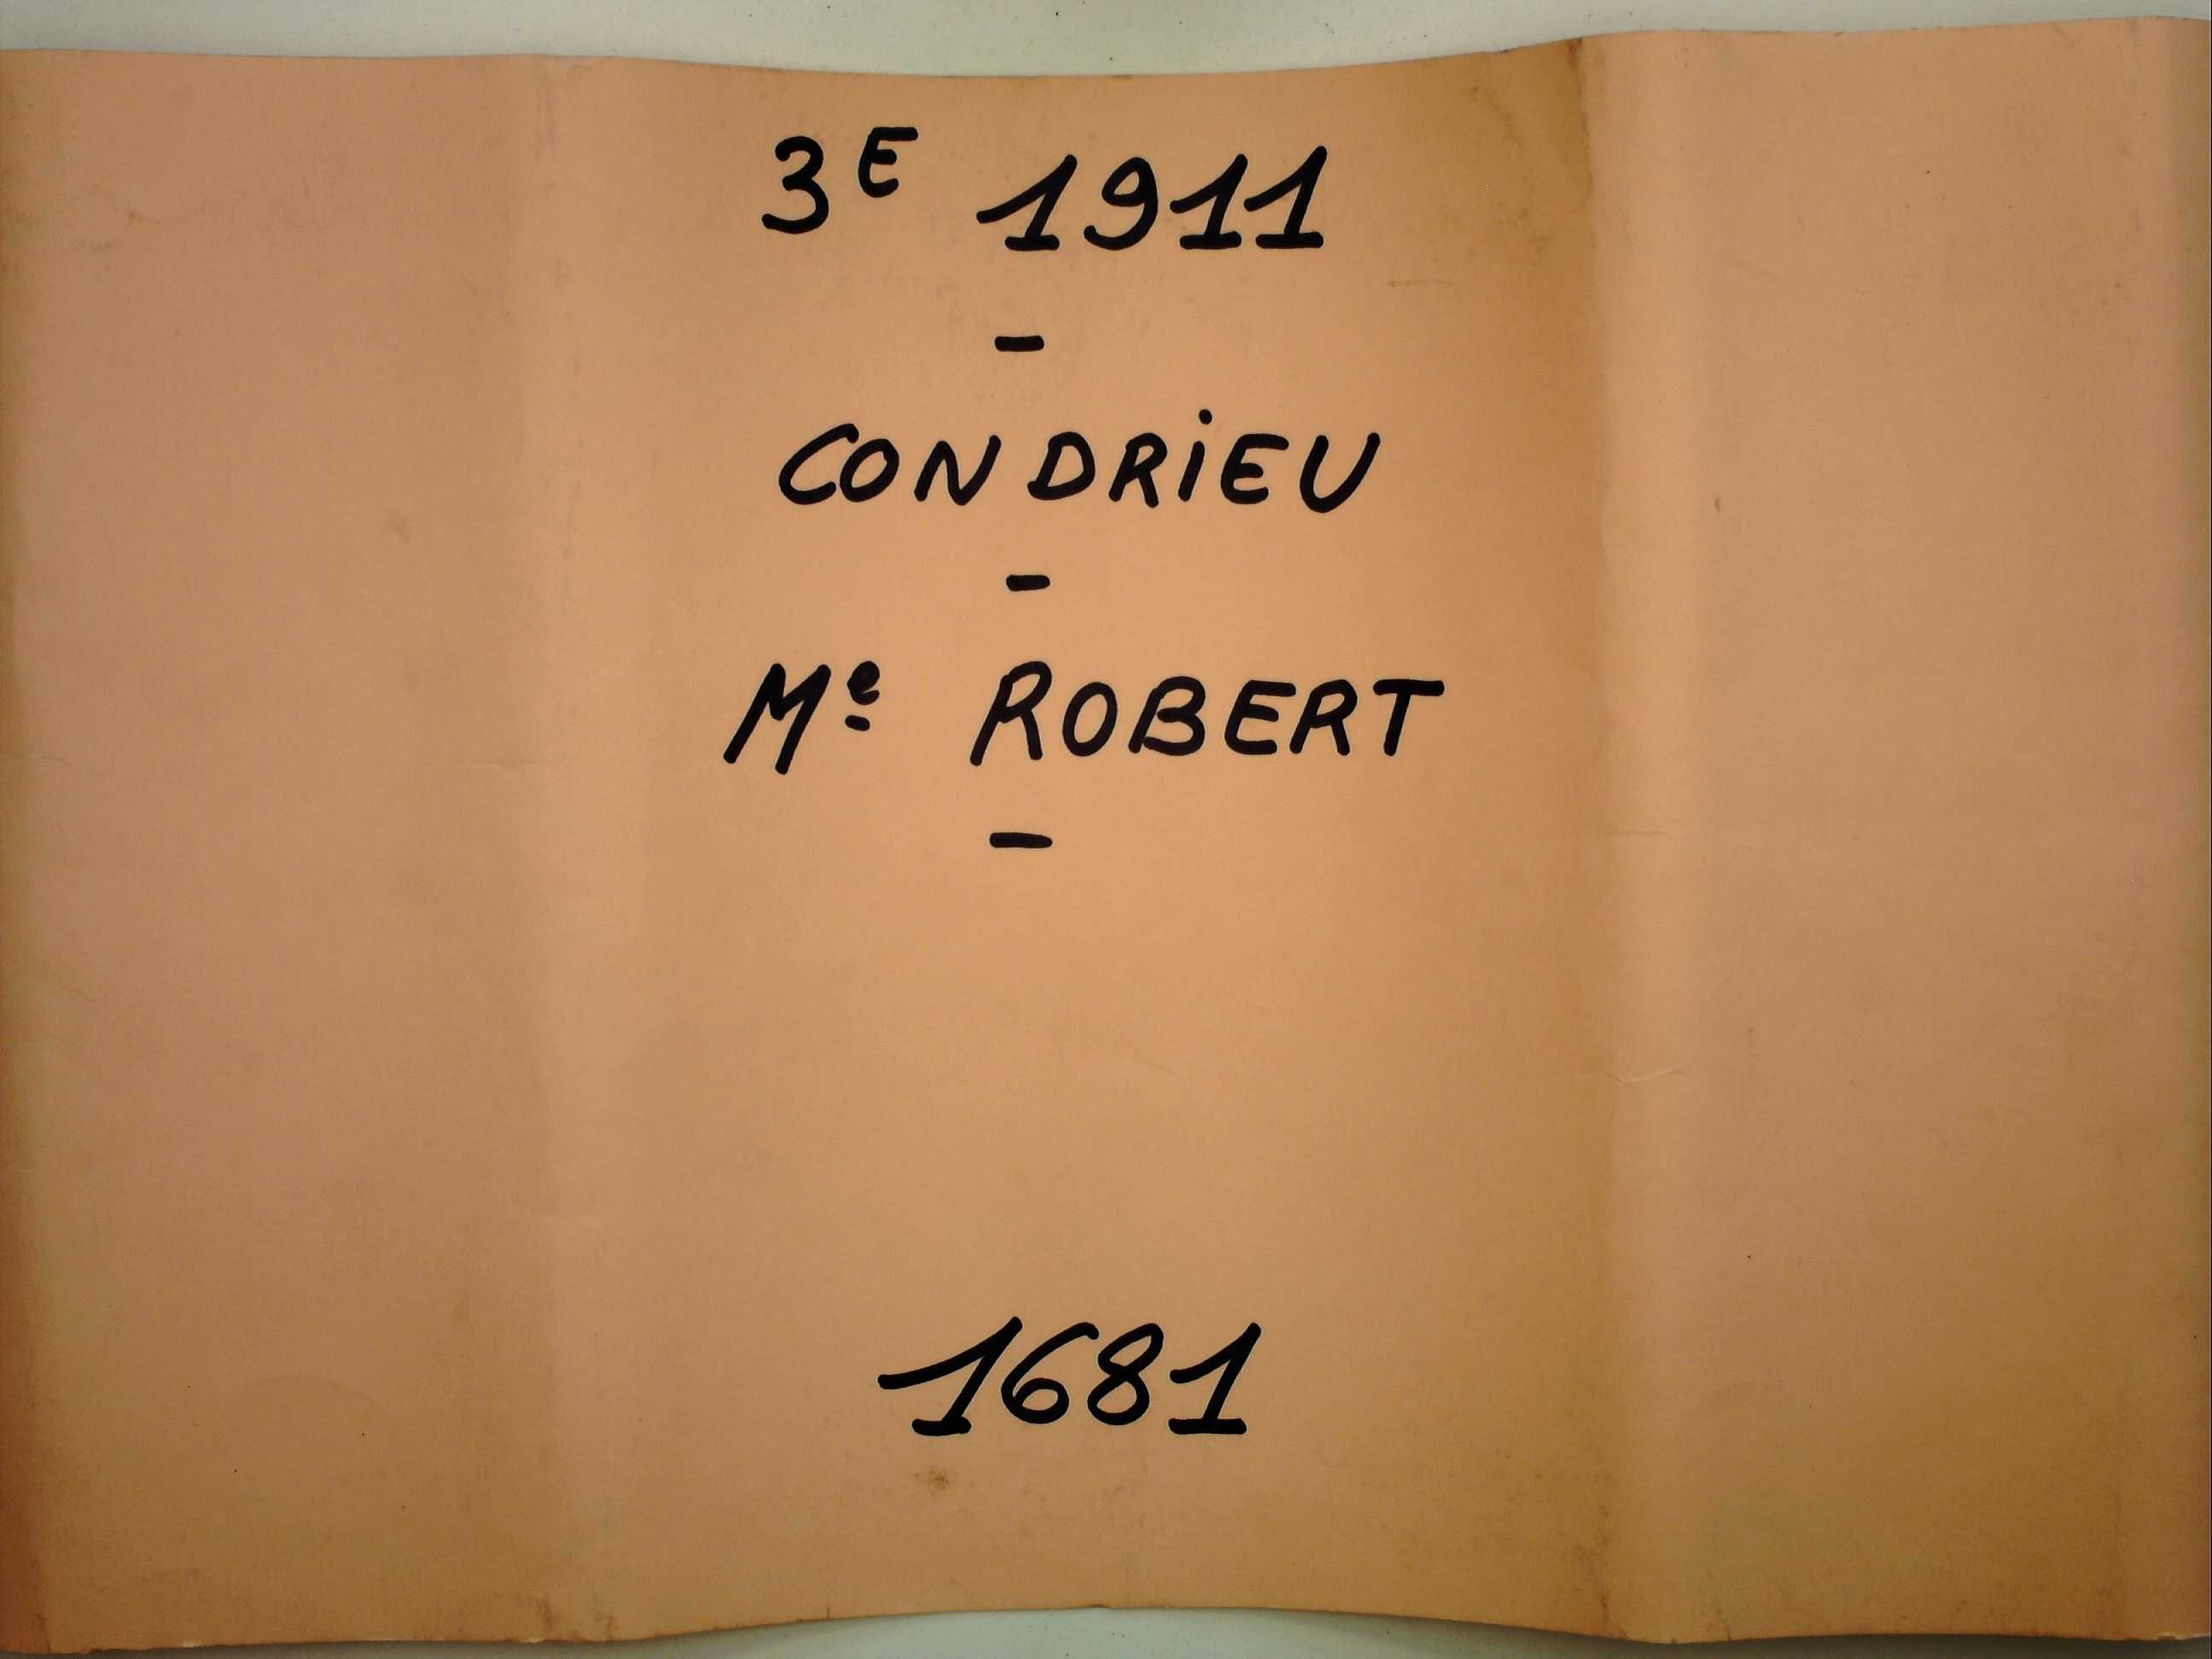 3E 1911
-
CONDRiEU
-
Me ROBERT
-
1681